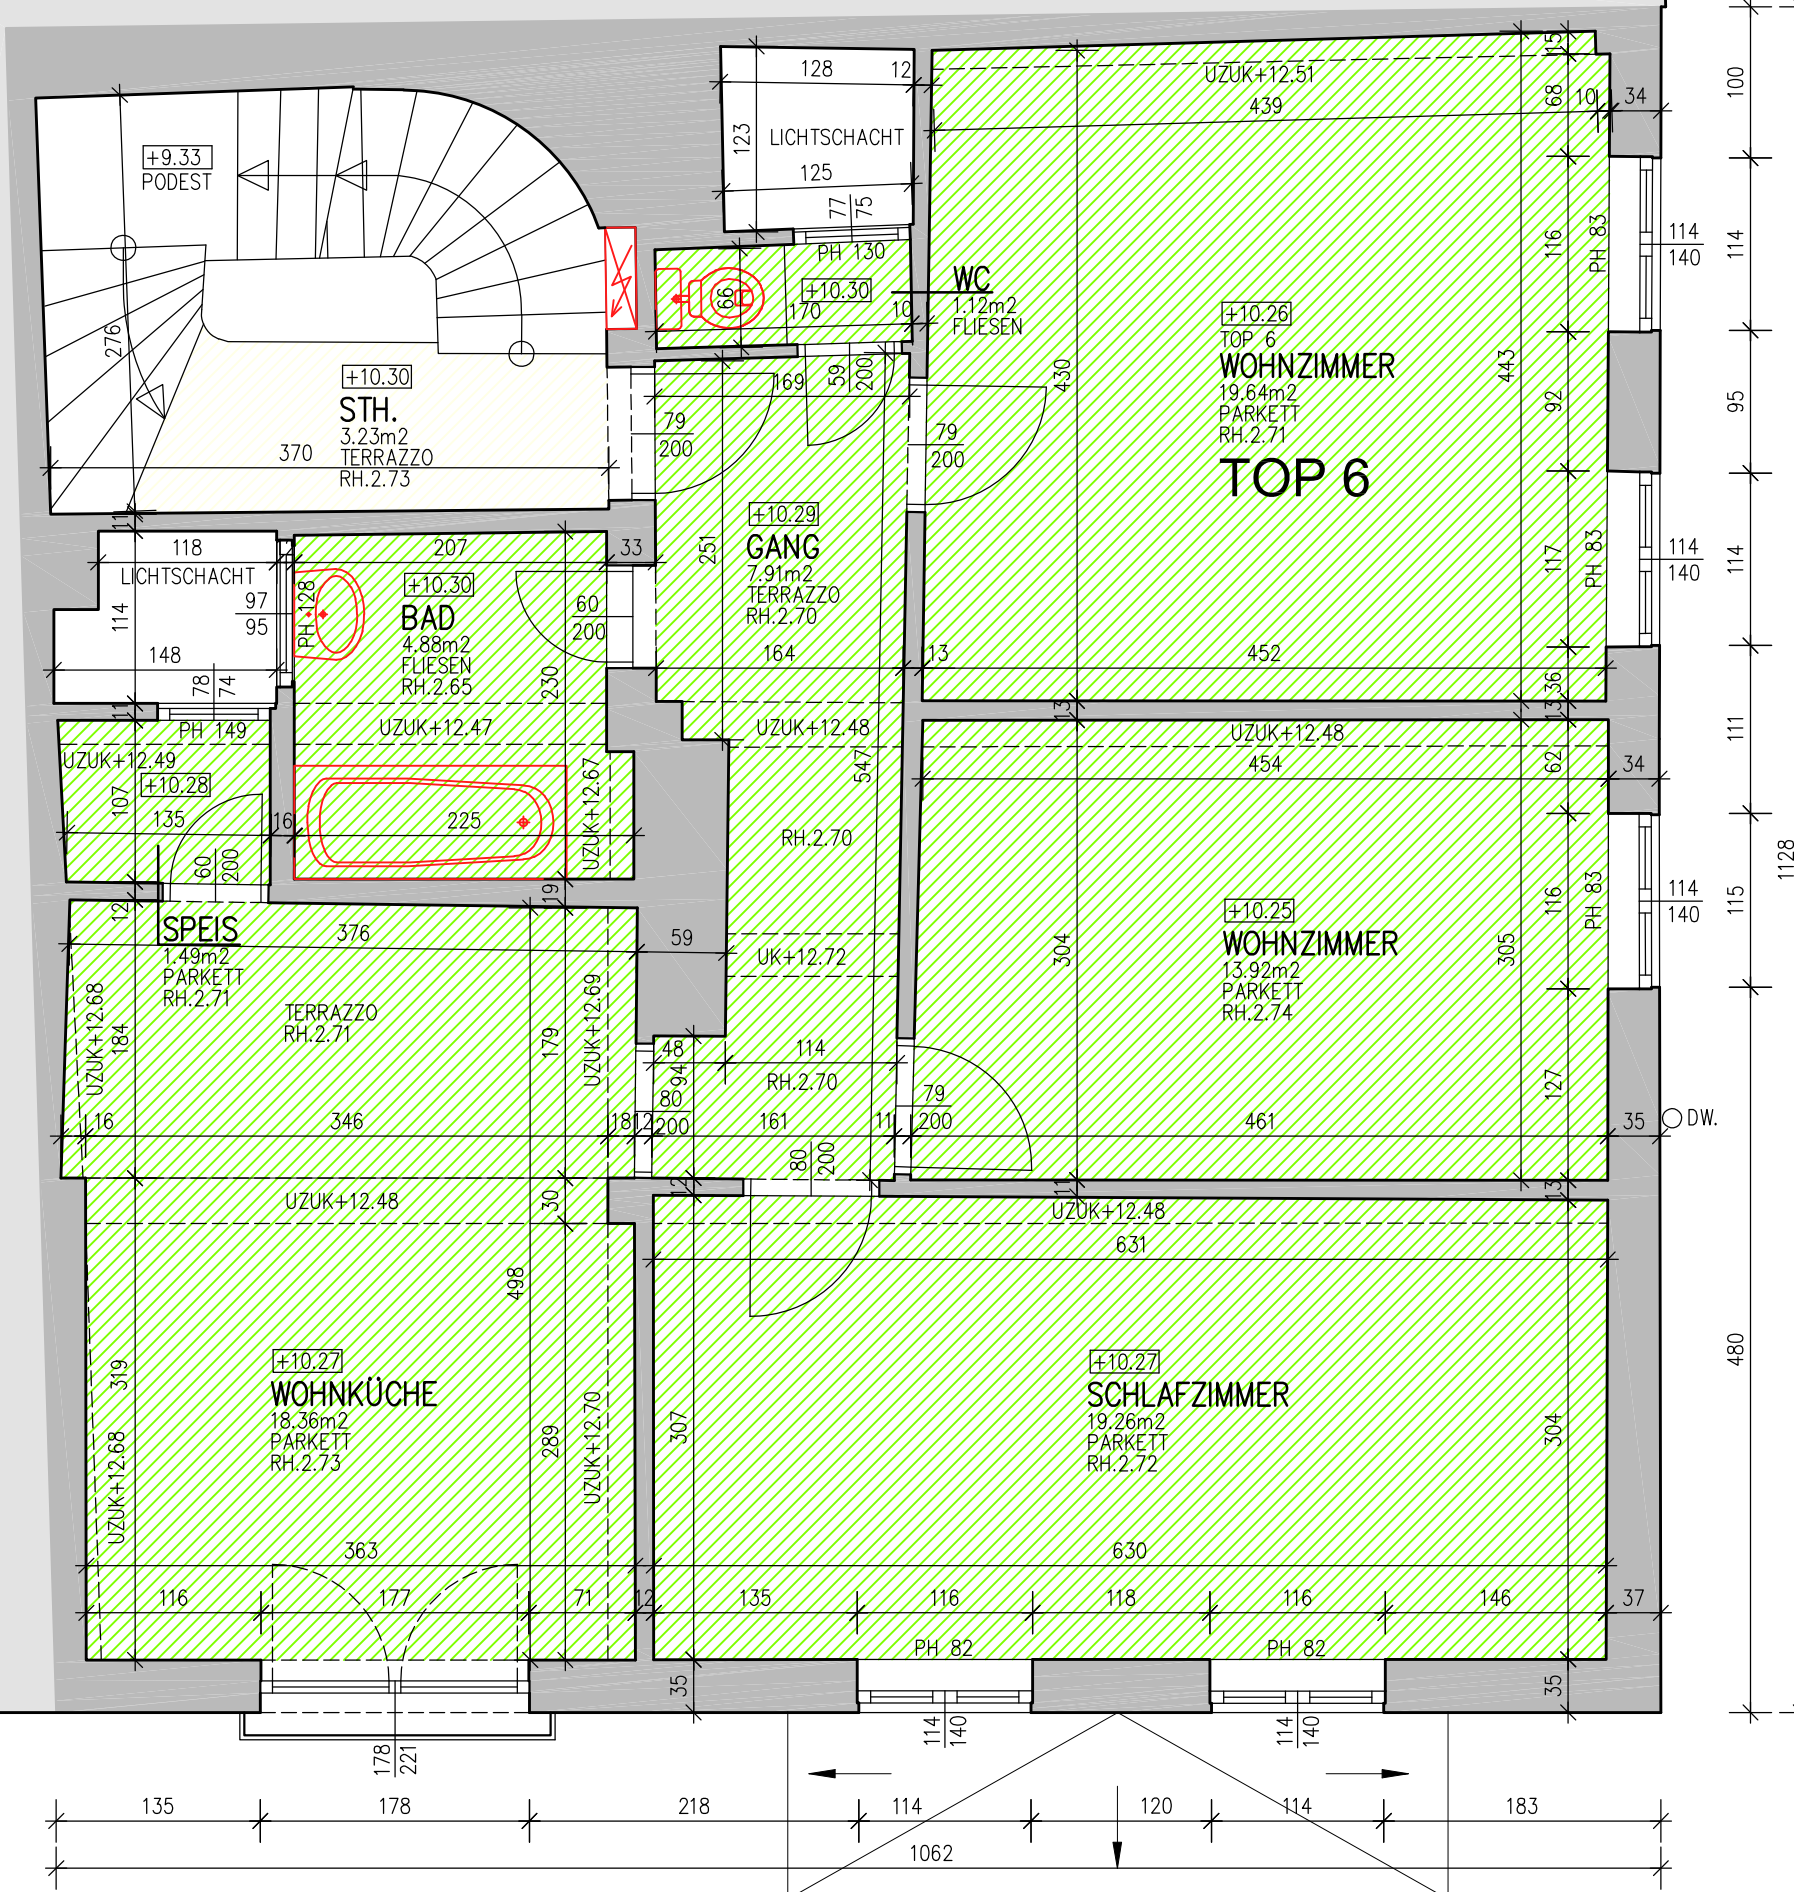 128
12
UZUK+12.51
439
15
68
10
34
100
123
LICHTSCHACHT
125
77
75
PH 130
+9.33
PODEST
276
66
+10.30
170
10
WC
1.12m2
FLIESEN
116
PH 83
114
140
114
+10.26
TOP 6
WOHNZIMMER
19.64m2
PARKETT
RH.2.71
TOP 6
430
443
92
95
+10.30
STH.
3.23m2
TERRAZZO
RH.2.73
370
169
59
200
79
200
79
200
11
118
LICHTSCHACHT
114
97
95
148
78
74
207
33
+10.30
BAD
4.88m2
FLIESEN
RH.2.65
PH 128
60
200
230
251
+10.29
GANG
7.91m2
TERRAZZO
RH.2.70
164
13
452
117
PH 83
114
140
114
36
11
PH 149
UZUK+12.49
+10.28
107
135
16
60
200
UZUK+12.47
225
UZUK+12.67
19
UZUK+12.48
547
RH.2.70
13
13
UZUK+12.48
454
62
34
111
116
PH 83
114
140
115
1128
12
SPEIS
1.49m2
PARKETT
RH.2.71
376
59
UK+12.72
304
305
+10.25
WOHNZIMMER
13.92m2
PARKETT
RH.2.74
UZUK+12.68
184
TERRAZZO
RH.2.71
179
UZUK+12.69
48
94
114
RH.2.70
80
200
79
200
127
16
346
18
12
161
11
461
35
DW.
80
200
UZUK+12.48
30
12
11
13
UZUK+12.48
631
498
319
+10.27
WOHNKÜCHE
18.36m2
PARKETT
RH.2.73
UZUK+12.68
289
UZUK+12.70
307
+10.27
SCHLAFZIMMER
19.26m2
PARKETT
RH.2.72
304
480
363
630
116
177
71
12
135
116
118
116
146
37
PH 82
PH 82
35
35
178
221
114
140
114
140
135
178
218
114
120
114
183
1062